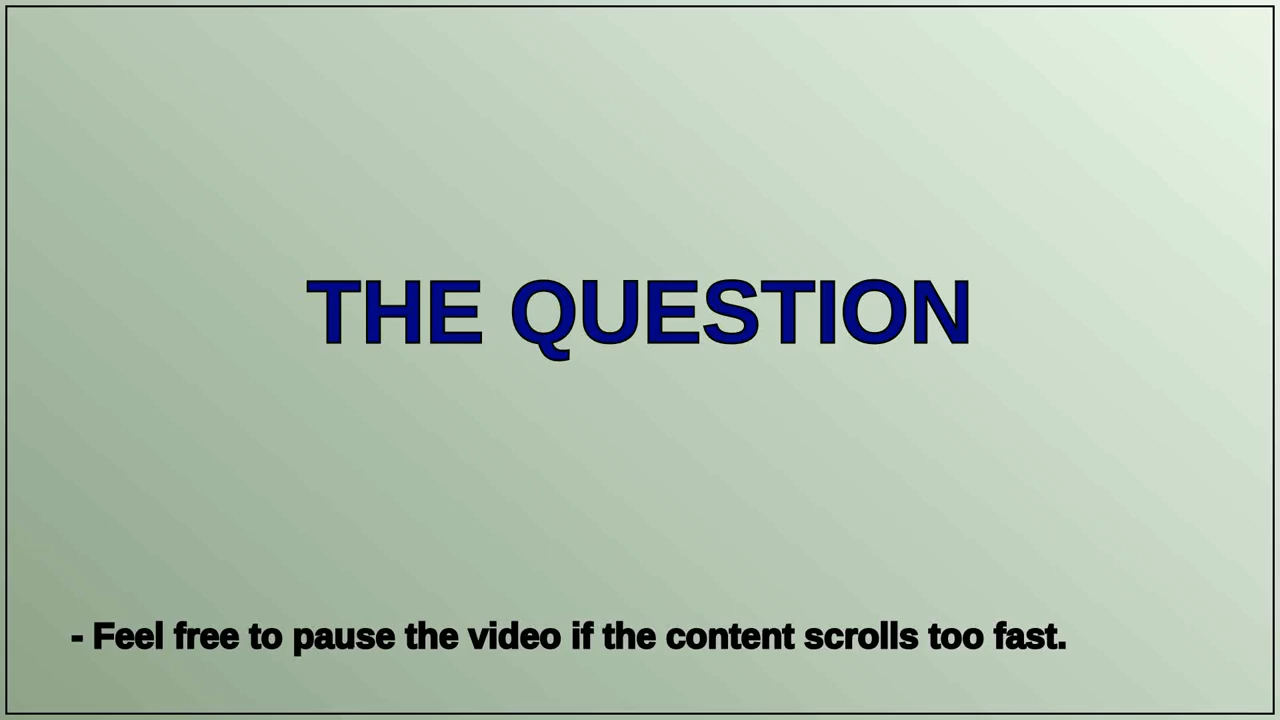 THE QUESTION
- Feel free to pause the video if the content scrolls too fast.